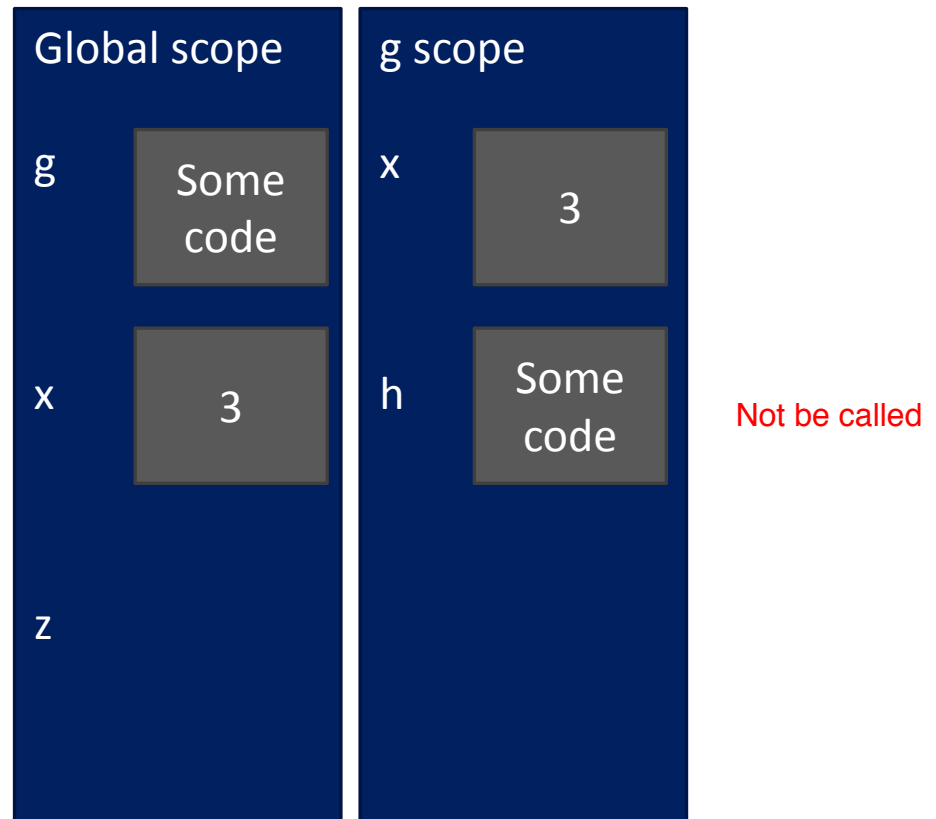 Global scope
g
Some
code
x
3
z
g scope
x
3
h
Some
code
Not be called